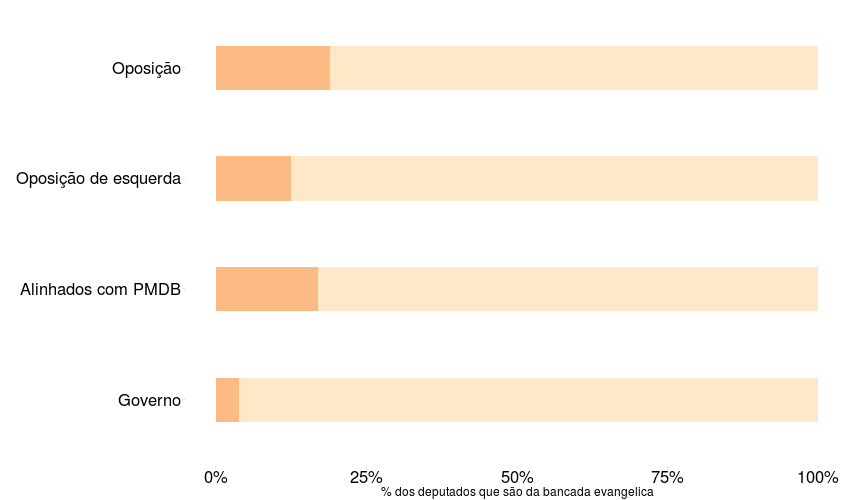 Oposição
Oposição de esquerda
Alinhados com PMDB
Governo
0% 25% 50% 75% 100%
% dos deputados que são da bancada evangelica